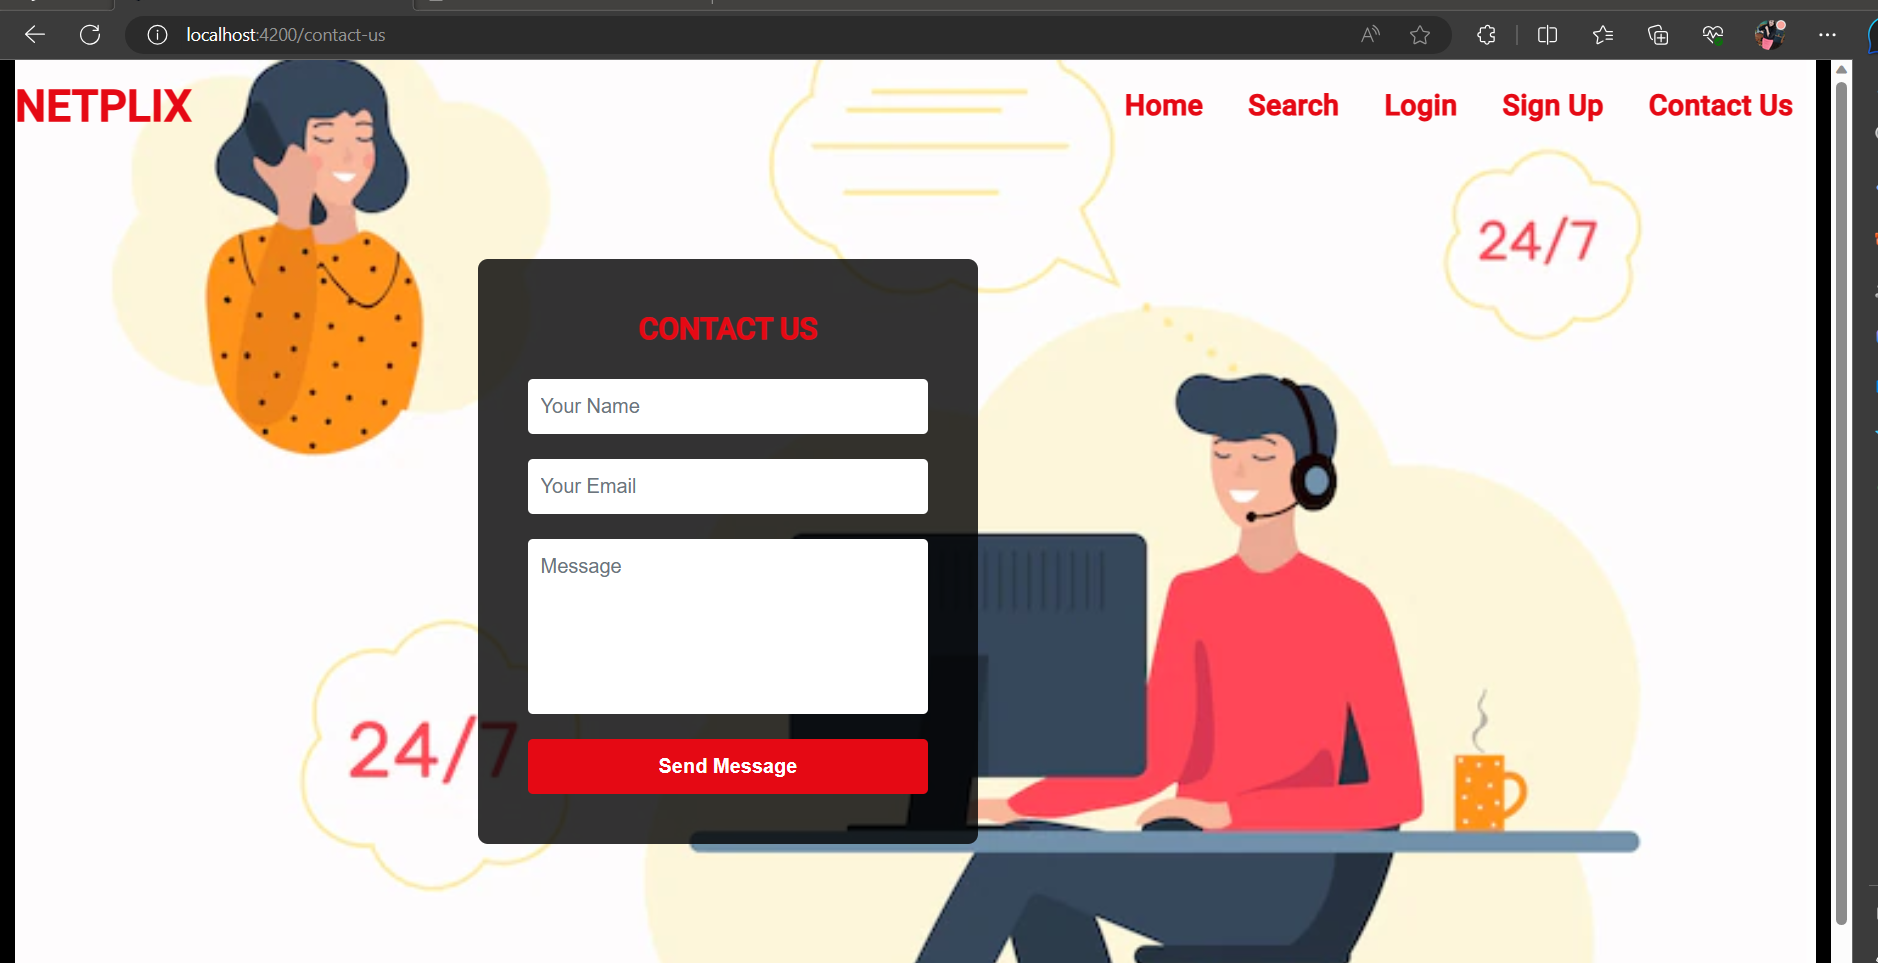 localhost:4200/contact-us
NETPLIX
Home Search Login Sign Up Contact Us
24/7
CONTACT US
Your Name
Your Email
Message
24/7
Send Message